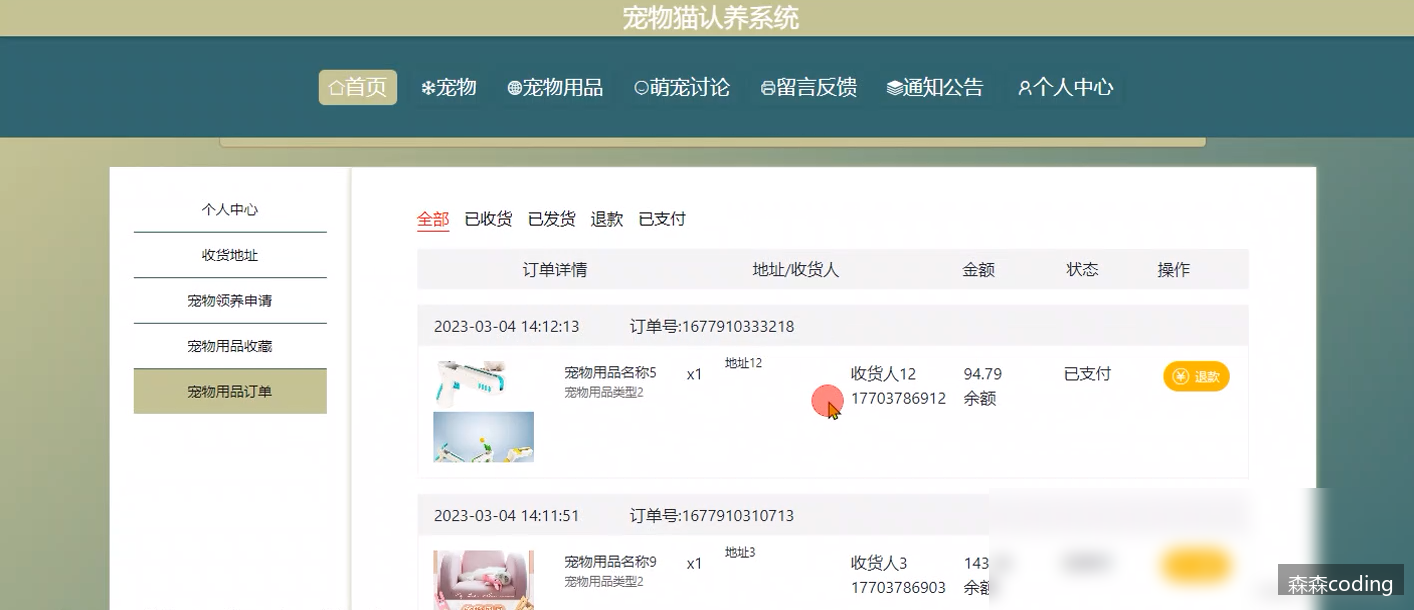 宠物猫认养系统
首页 宠物 宠物用品 萌宠讨论 留言反馈 通知公告 个人中心
个人中心
收货地址
宠物领养申请
宠物用品收藏
宠物用品订单
全部 已收货 已发货 退款 已支付
订单详情 地址/收货人 金额 状态 操作
2023-03-04 14:12:13 订单号:1677910333218
宠物用品名称5 x1 地址12 收货人12 94.79 已支付 退款
宠物用品类型2 17703786912 余额
2023-03-04 14:11:51 订单号:1677910310713
宠物用品名称9 x1 地址3 收货人3 143
宠物用品类型2 17703786903 余额
森森coding